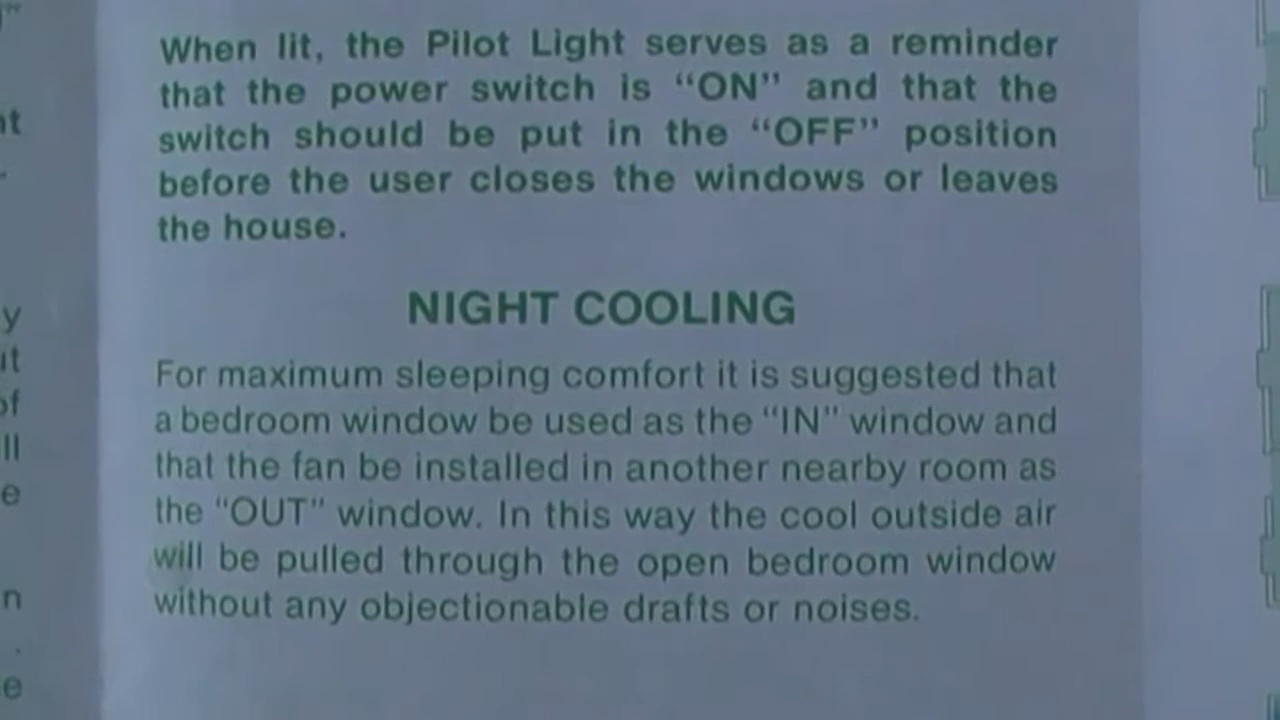 When lit, the Pilot Light serves as a reminder
that the power switch is “ON” and that the
switch should be put in the “OFF” position
before the user closes the windows or leaves
the house.
NIGHT COOLING
For maximum sleeping comfort it is suggested that
a bedroom window be used as the “IN” window and
that the fan be installed in another nearby room as
the “OUT” window. In this way the cool outside air
will be pulled through the open bedroom window
without any objectionable drafts or noises.